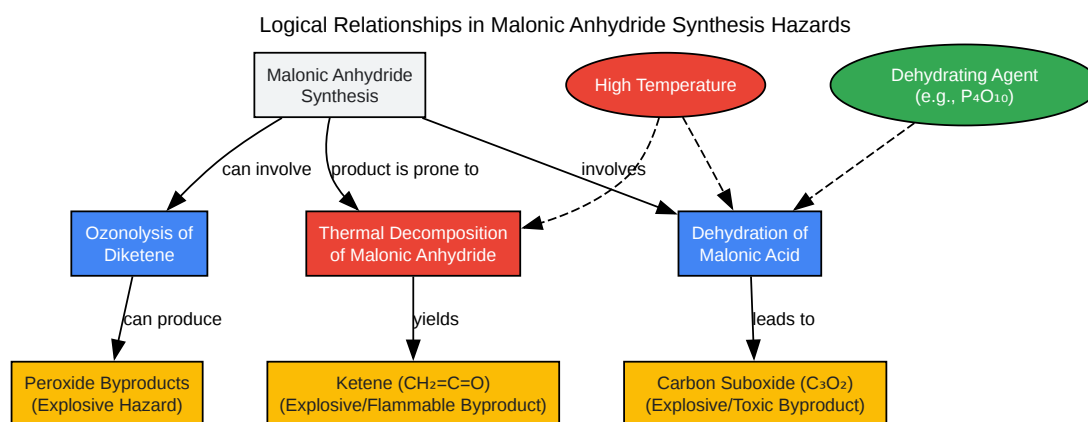 Logical Relationships in Malonic Anhydride Synthesis Hazards
Malonic Anhydride
Synthesis
High Temperature
Dehydrating Agent
(e.g., P₄O₁₀)
can involve
product is prone to
involves
Ozonolysis of
Diketene
Thermal Decomposition
of Malonic Anhydride
Dehydration of
Malonic Acid
can produce
yields
leads to
Peroxide Byproducts
(Explosive Hazard)
Ketene (CH₂=C=O)
(Explosive/Flammable Byproduct)
Carbon Suboxide (C₃O₂)
(Explosive/Toxic Byproduct)